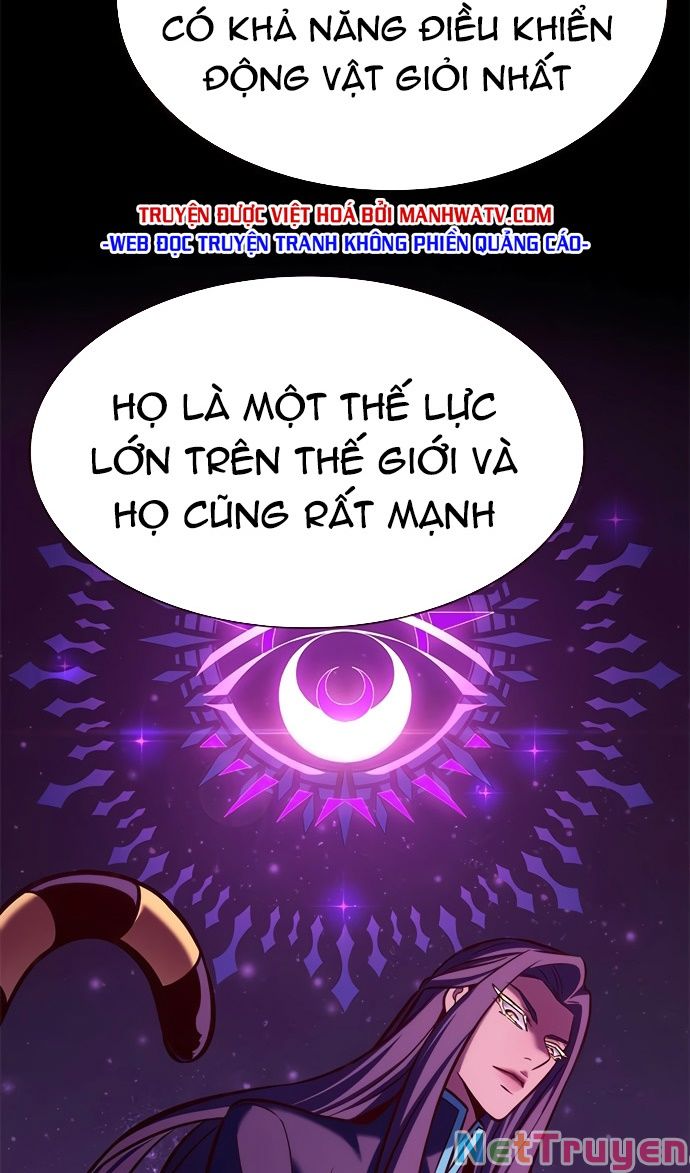 CÓ KHẢ NĂNG ĐIỀU KHIỂN
ĐỘNG VẬT GIỎI NHẤT
TRUYỆN ĐƯỢC VIỆT HOÁ BỞI MANHWATV.COM
-WEB ĐỌC TRUYỆN TRANH KHÔNG PHIỀN QUẢNG CÁO-
HỌ LÀ MỘT THẾ LỰC
LỚN TRÊN THẾ GIỚI VÀ
HỌ CŨNG RẤT MẠNH
NetTruyen